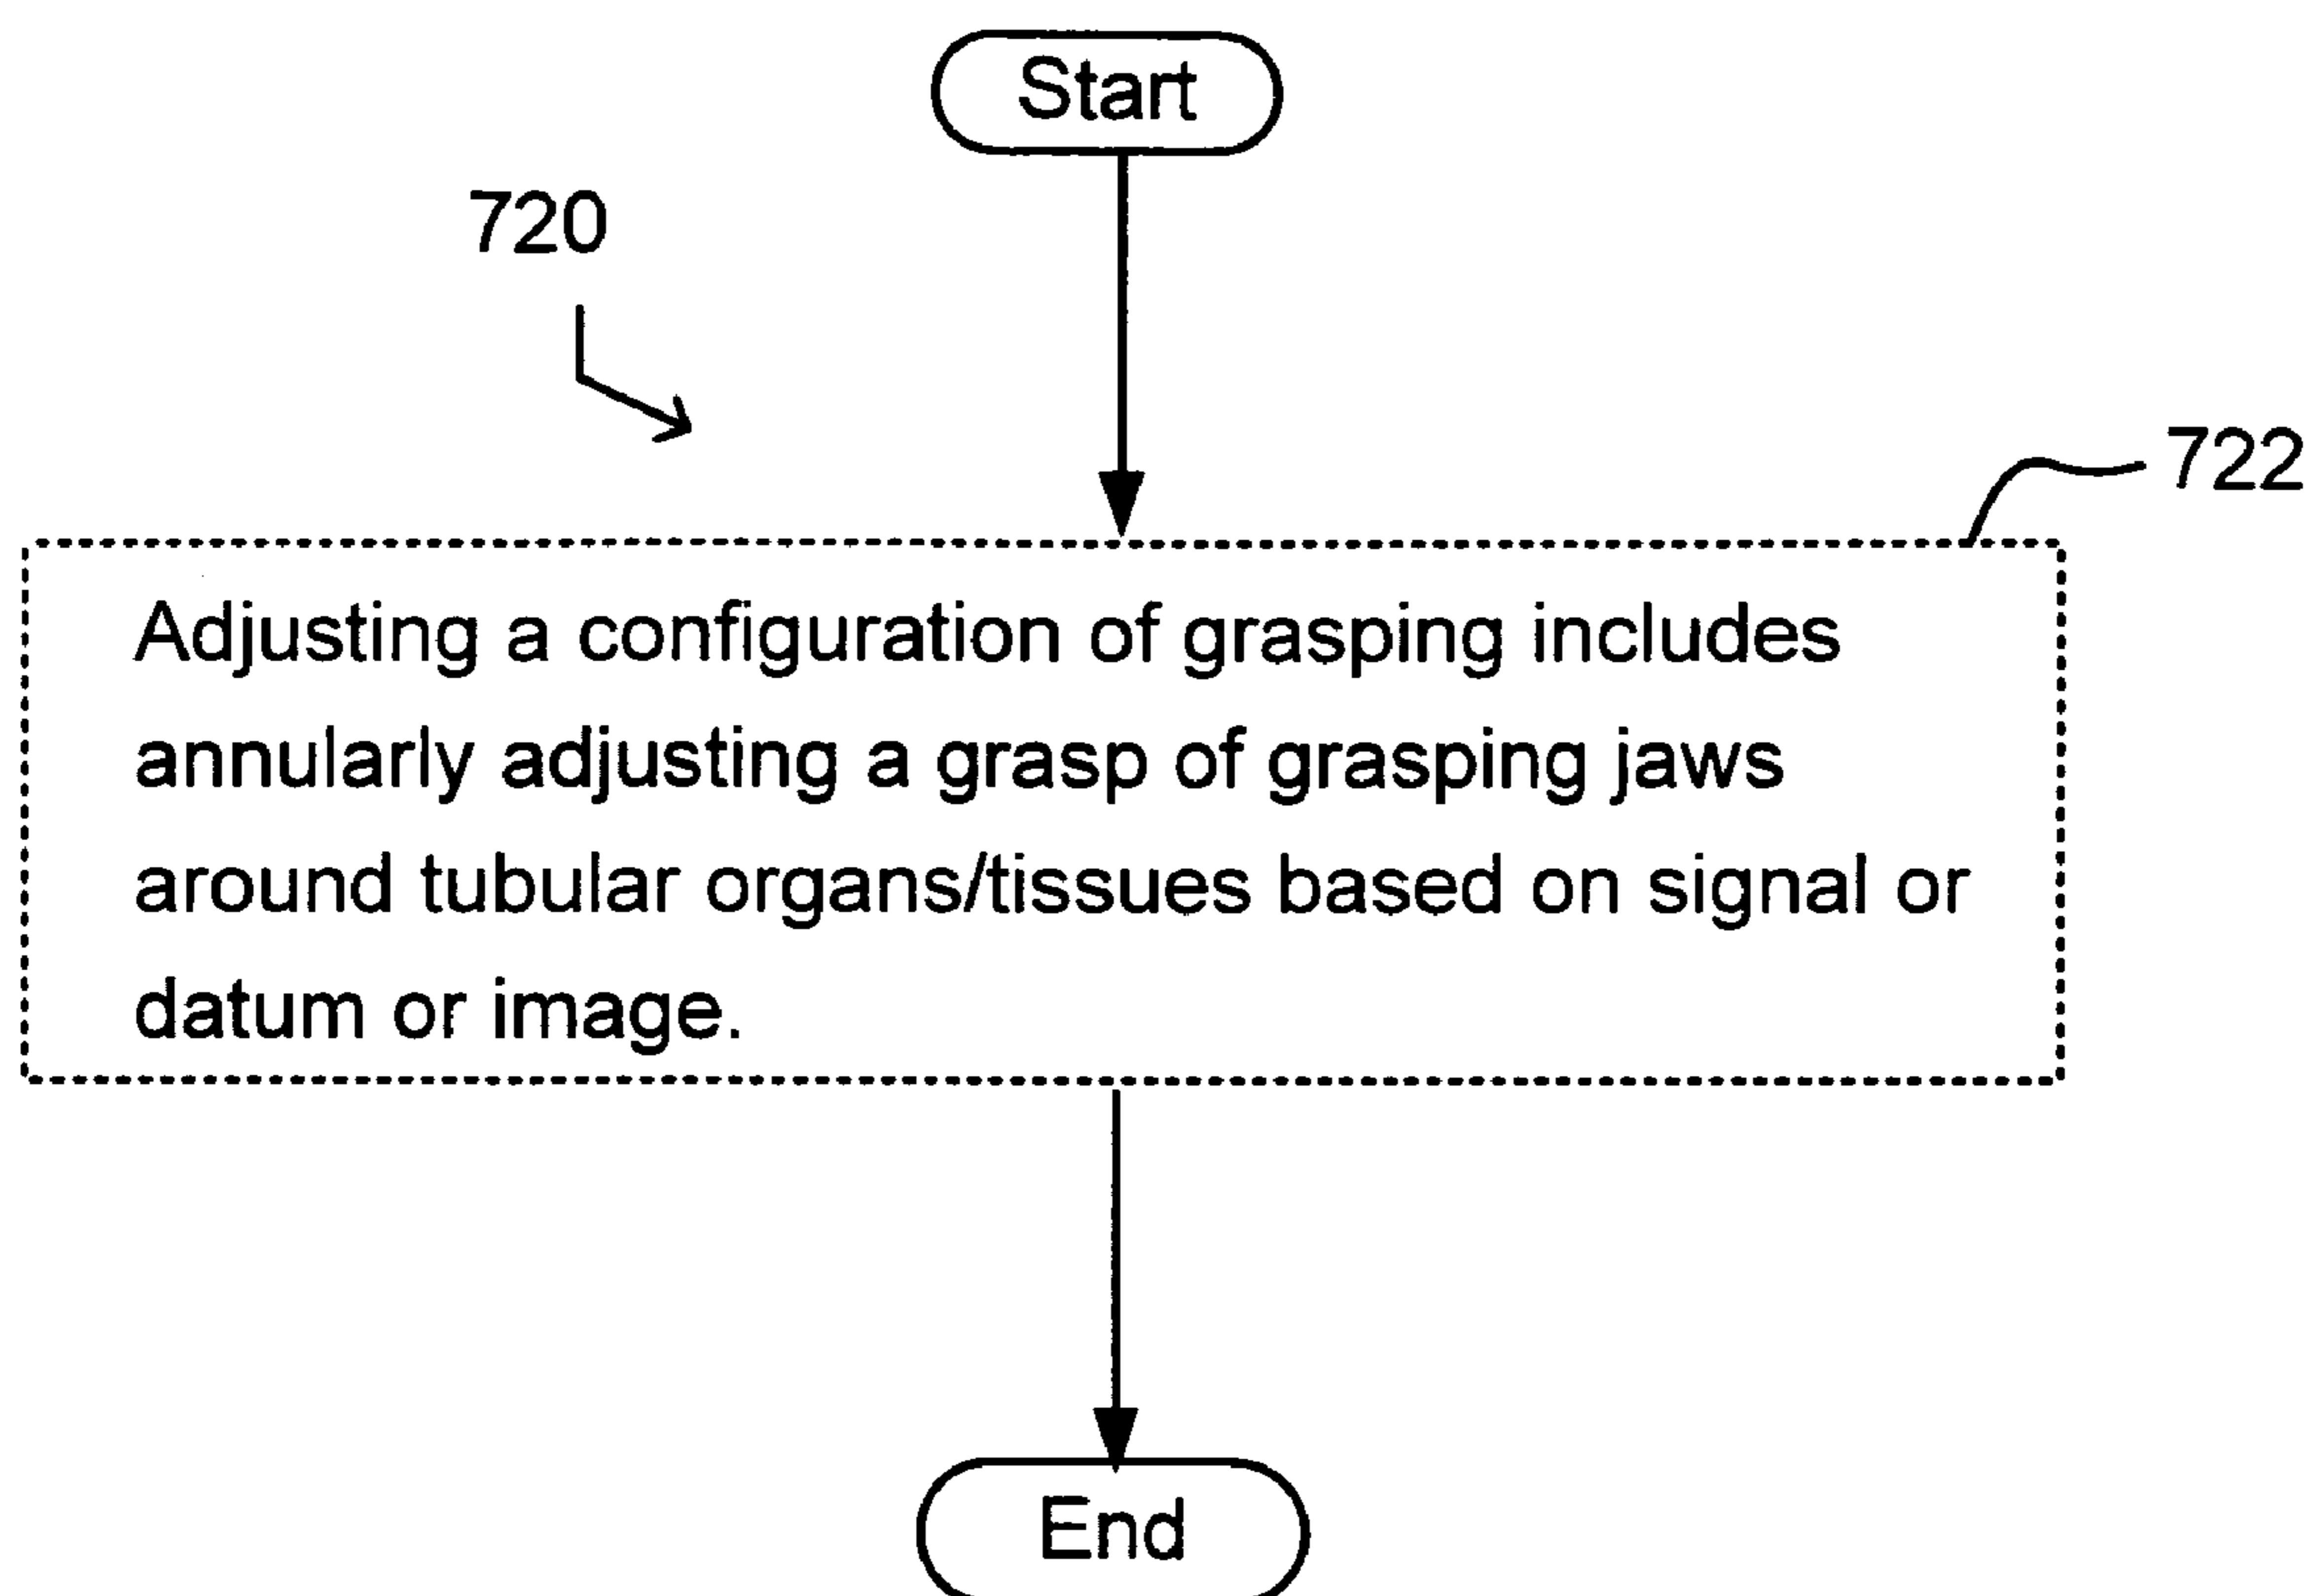 Start
720
722
Adjusting a configuration of grasping includes
annularly adjusting a grasp of grasping jaws
around tubular organs/tissues based on signal or
datum or image.
End